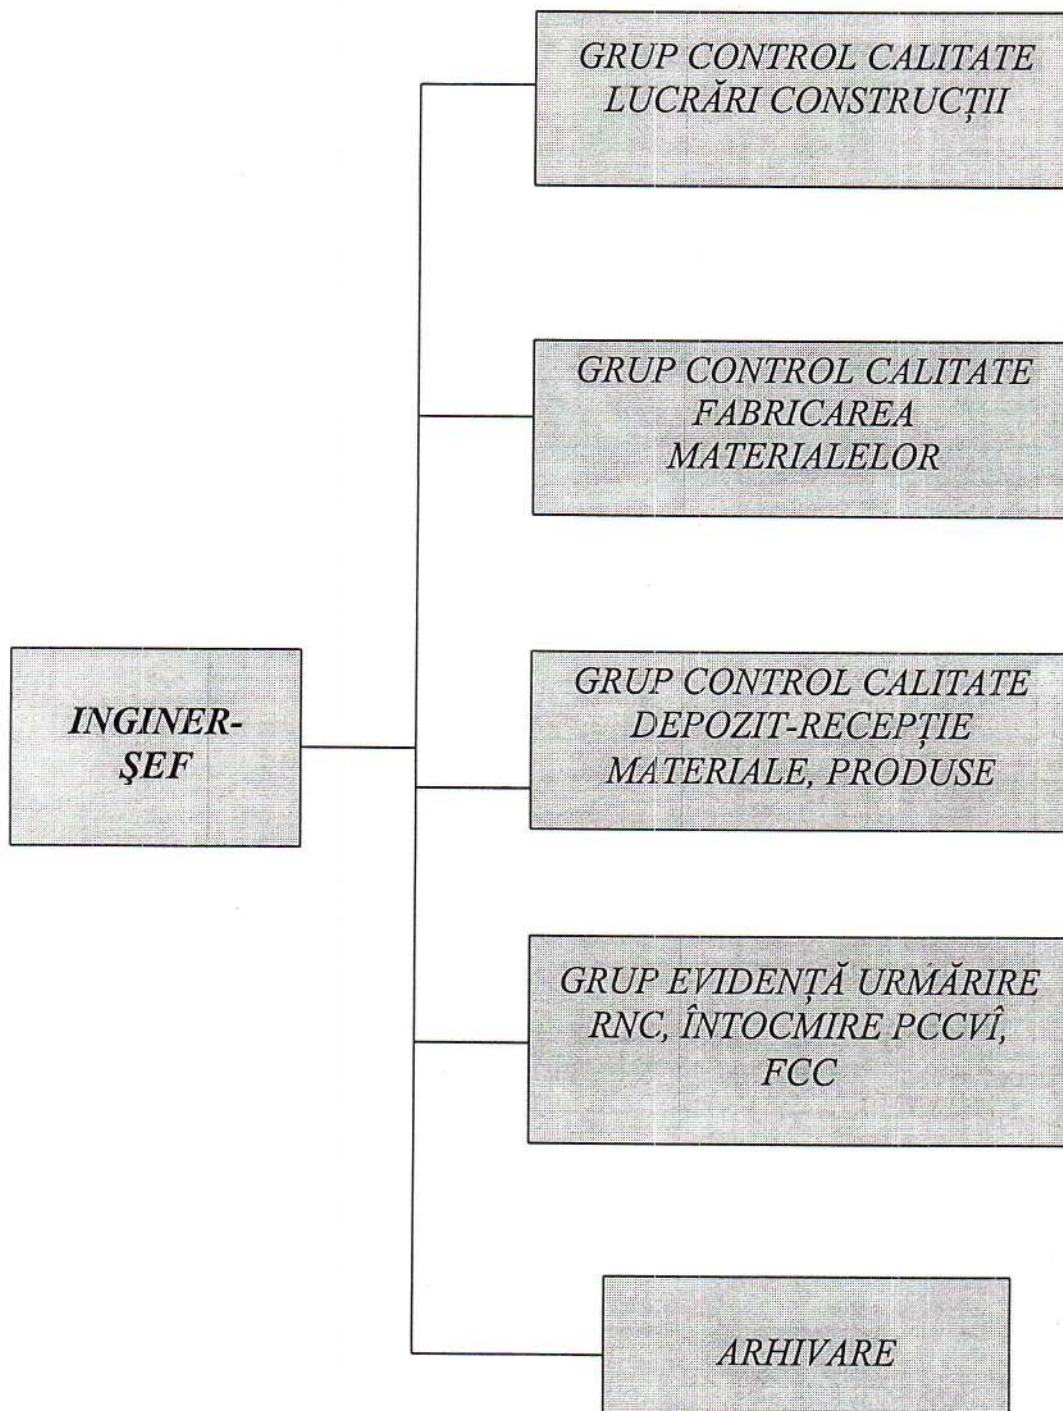 GRUP CONTROL CALITATE
LUCRĂRI CONSTRUCȚII
GRUP CONTROL CALITATE
FABRICAREA
MATERIALELOR
INGINER-
ŞEF
GRUP CONTROL CALITATE
DEPOZIT-RECEPȚIE
MATERIALE, PRODUSE
GRUP EVIDENȚĂ URMĂRIRE
RNC, ÎNTOCMIRE PCCVÎ,
FCC
ARHIVARE